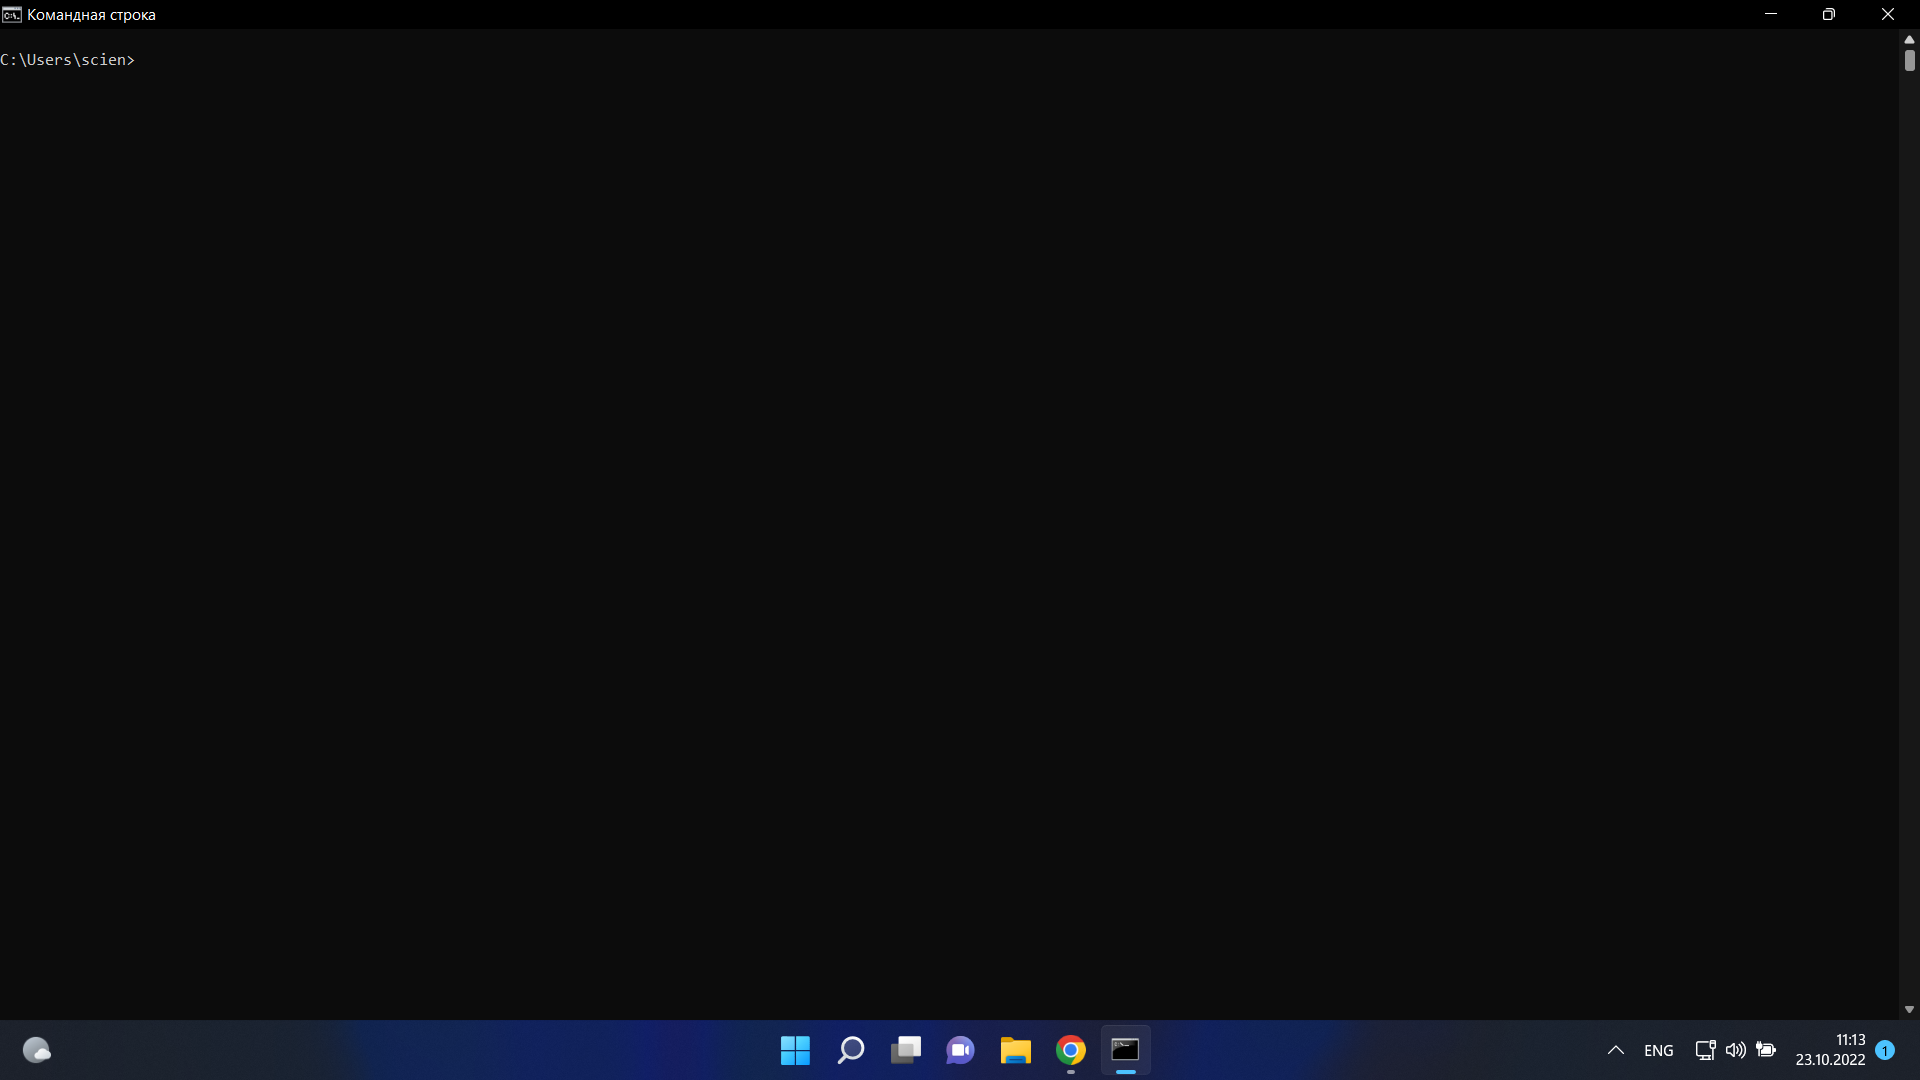 Командная строка
C:\Users\scien>
ENG
11:13
23.10.2022
1